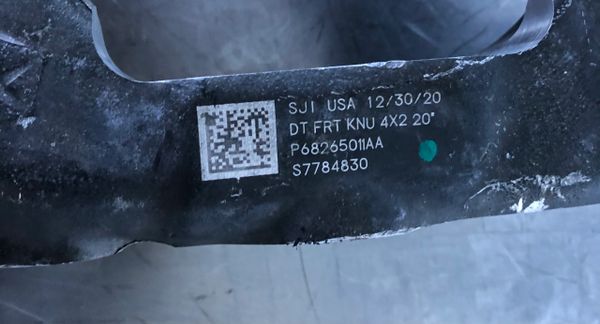 SJI USA 12/30/20
DT FRT KNU 4X2 20"
P68265011AA
S7784830